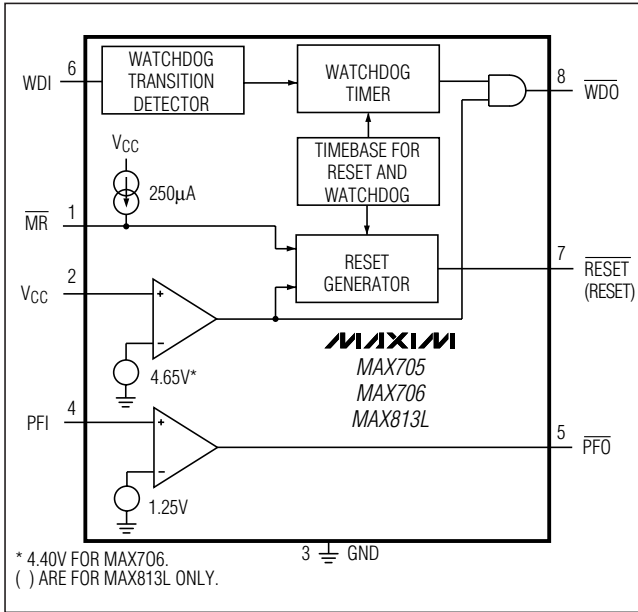 6
WDI
WATCHDOG
TRANSITION
DETECTOR
WATCHDOG
TIMER
8
WDO
VCC
250µA
TIMEBASE FOR
RESET AND
WATCHDOG
1
MR
RESET
GENERATOR
7
RESET
(RESET)
2
VCC
+
−
4.65V*
MAXIM
MAX705
MAX706
MAX813L
4
PFI
+
−
1.25V
5
PFO
3 GND
* 4.40V FOR MAX706.
( ) ARE FOR MAX813L ONLY.